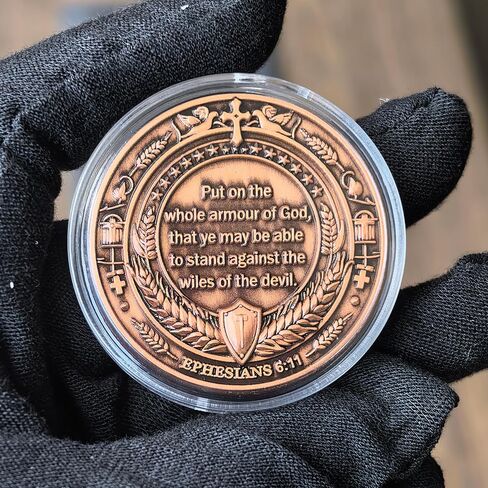 Put on the
whole armour of God,
that ye may be able
to stand against the
wiles of the devil.
EPHESIANS 6:11